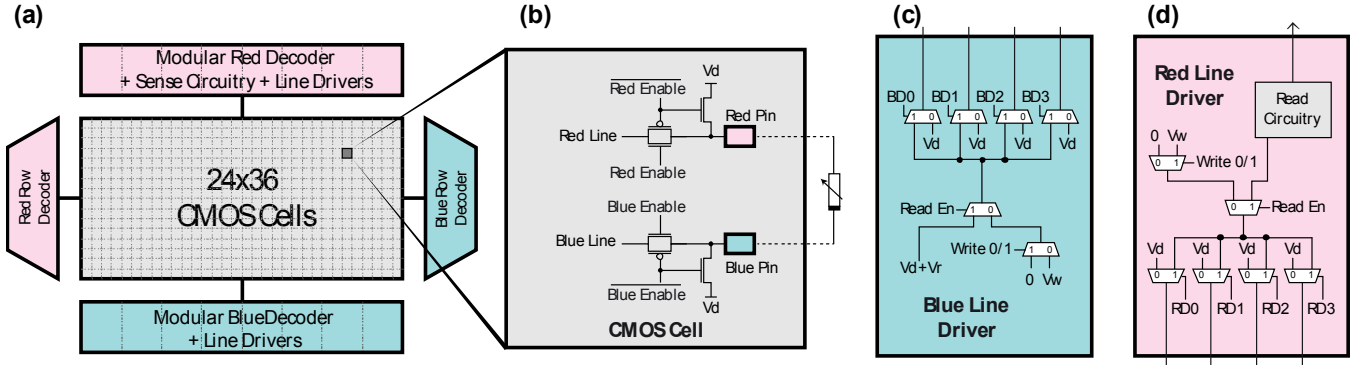 (a)
Modular Red Decoder
+ Sense Circuitry + Line Drivers
Red Row
Decoder
24x36
CMOS Cells
Blue Row
Decoder
Modular BlueDecoder
+ Line Drivers
(b)
Red Enable
Vd
Red Pin
Red Line
Red Enable
Blue Enable
Blue Line
Blue Pin
Blue Enable
Vd
CMOS Cell
(c)
BD0
BD1
BD2
BD3
1 0
1 0
1 0
1 0
Vd
Vd
Vd
Vd
Read En
1 0
Write 0/1
1 0
Vd+Vr
0 Vw
Blue Line
Driver
(d)
Red Line
Driver
Read
Circuitry
0 Vw
0 1
Write 0/1
0 1
Read En
Vd
Vd
Vd
Vd
0 1
0 1
0 1
0 1
RD0
RD1
RD2
RD3